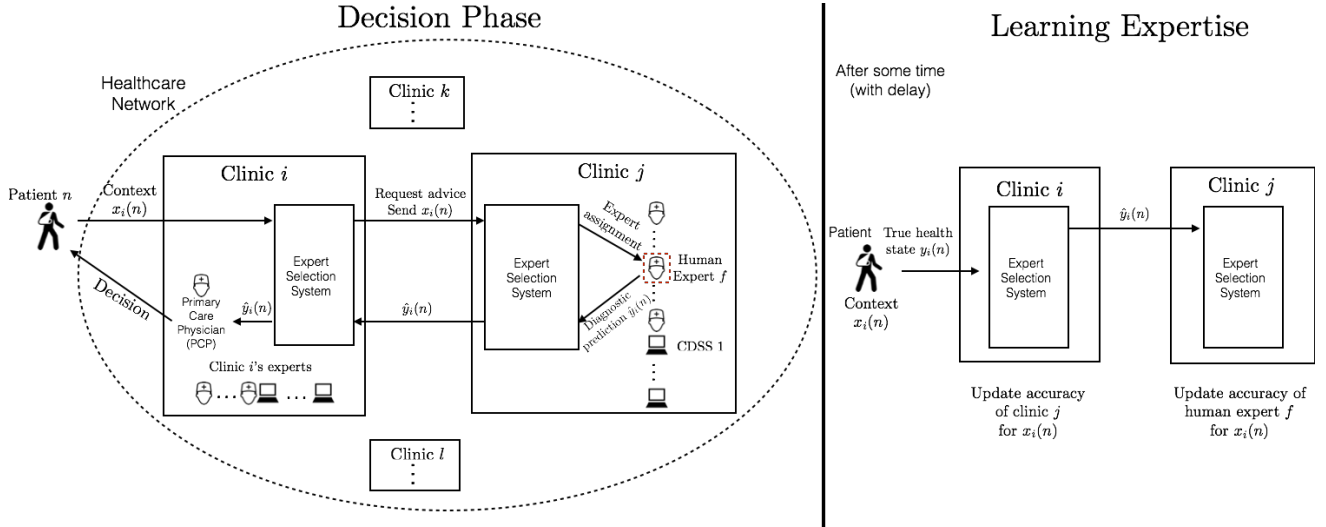 Decision Phase
Healthcare
Network
Clinic k
⋮
Clinic i
Clinic j
Patient n
Context
x_i(n)
Request advice
Send x_i(n)
Expert
assignment
Expert
Selection
System
Expert
Selection
System
Human
Expert f
Decision
Primary
Care
Physician
(PCP)
ŷ_i(n)
ŷ_i(n)
Diagnostic
prediction ŷ_i(n)
CDSS 1
Clinic i's experts
... ...
Clinic l
⋮
Learning Expertise
After some time
(with delay)
Clinic i
Clinic j
Patient
True health
state y_i(n)
Context
x_i(n)
Expert
Selection
System
ŷ_i(n)
Expert
Selection
System
Update accuracy
of clinic j
for x_i(n)
Update accuracy of
human expert f
for x_i(n)